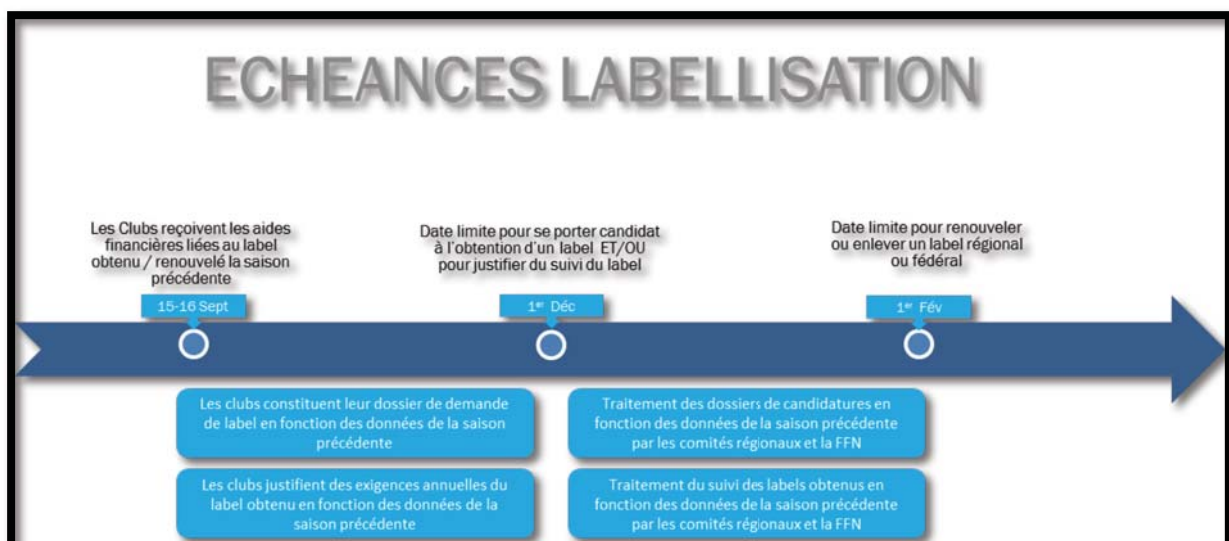 ECHEANCES LABELLISATION
Les Clubs reçoivent les aides
financières liées au label
obtenu / renouvelé la saison
précédente
15-16 Sept
Date limite pour se porter candidat
à l'obtention d'un label ET/OU
pour justifier du suivi du label
1er Déc
Date limite pour renouveler
ou enlever un label régional
ou fédéral
1er Fév
Les clubs constituent leur dossier de demande
de label en fonction des données de la saison
précédente
Traitement des dossiers de candidatures en
fonction des données de la saison précédente
par les comités régionaux et la FFN
Les clubs justifient des exigences annuelles du
label obtenu en fonction des données de la
saison précédente
Traitement du suivi des labels obtenus en
fonction des données de la saison précédente
par les comités régionaux et la FFN